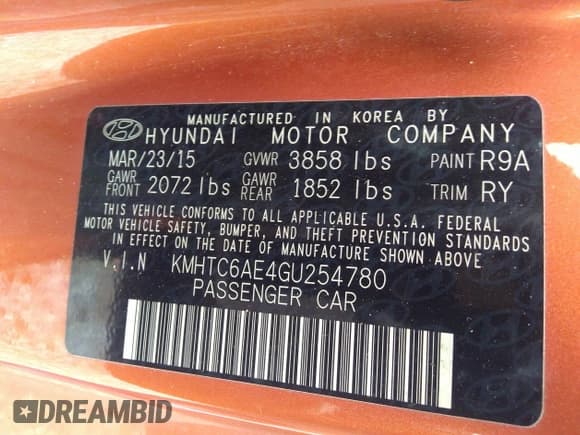 MANUFACTURED IN KOREA BY
HYUNDAI MOTOR COMPANY
MAR/23/15 GVWR 3858 lbs PAINT R9A
GAWR FRONT 2072 lbs GAWR REAR 1852 lbs TRIM RY
THIS VEHICLE CONFORMS TO ALL APPLICABLE U.S.A. FEDERAL
MOTOR VEHICLE SAFETY, BUMPER, AND THEFT PREVENTION STANDARDS
IN EFFECT ON THE DATE OF MANUFACTURE SHOWN ABOVE
V.I.N KMHTC6AE4GU254780
PASSENGER CAR
DREAMBID